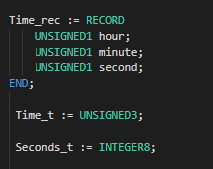 Time_rec := RECORD
UNSIGNED1 hour;
UNSIGNED1 minute;
UNSIGNED1 second;
END;
Time_t := UNSIGNED3;
Seconds_t := INTEGER8;